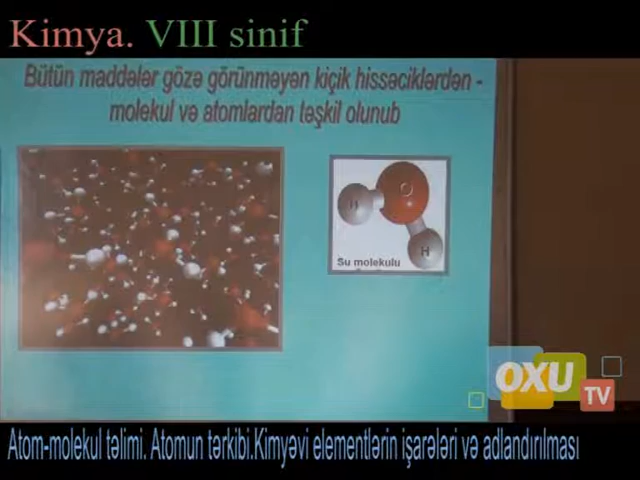 Kimya. VIII sinif
Bütün maddələr gözə görünməyən kiçik hissəciklərdən -
molekul və atomlardan təşkil olunub
O
H
H
Su molekulu
OXU
TV
Atom-molekul təlimi. Atomun tərkibi.Kimyəvi elementlərin işarələri və adlandırılması